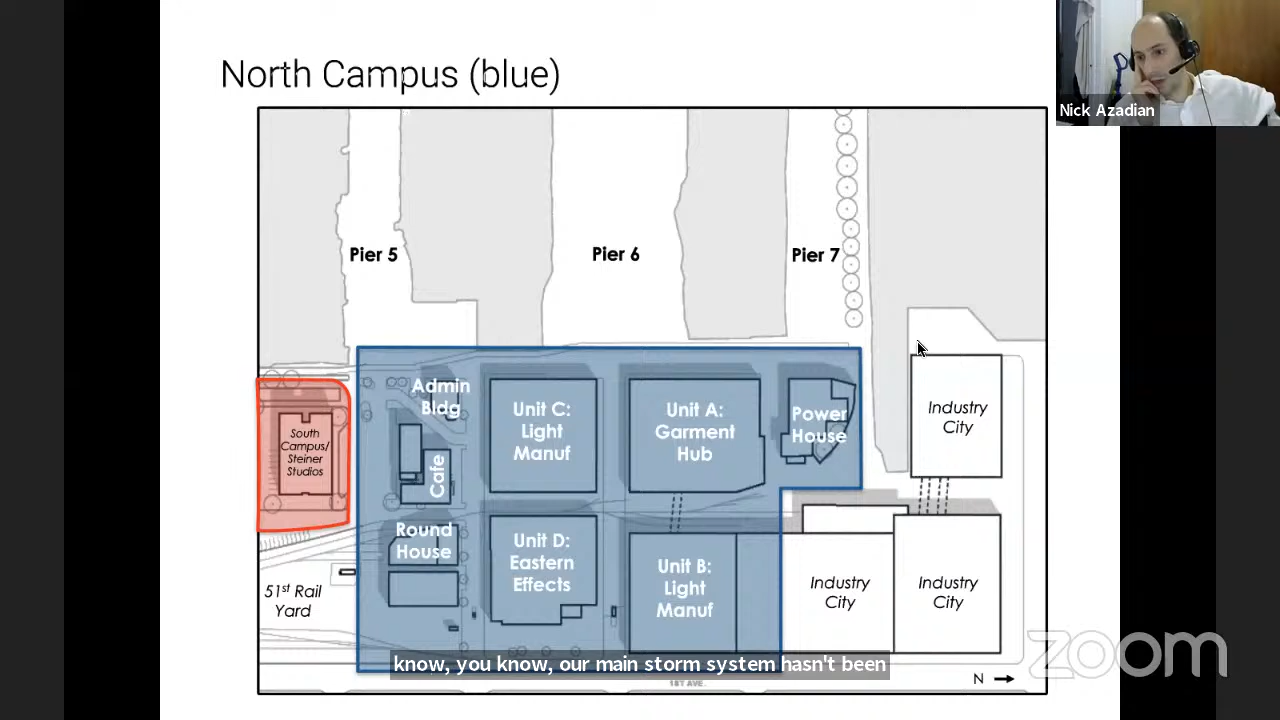 North Campus (blue)
Nick Azadian
Pier 5
Pier 6
Pier 7
Admin
Bldg
Unit C:
Light
Manuf
Unit A:
Garment
Hub
Power
House
Industry
City
South
Campus/
Steiner
Studios
Cafe
Round
House
Unit D:
Eastern
Effects
Unit B:
Light
Manuf
Industry
City
Industry
City
51st Rail
Yard
know, you know, our main storm system hasn't been
1ST AVE.
N
zoom